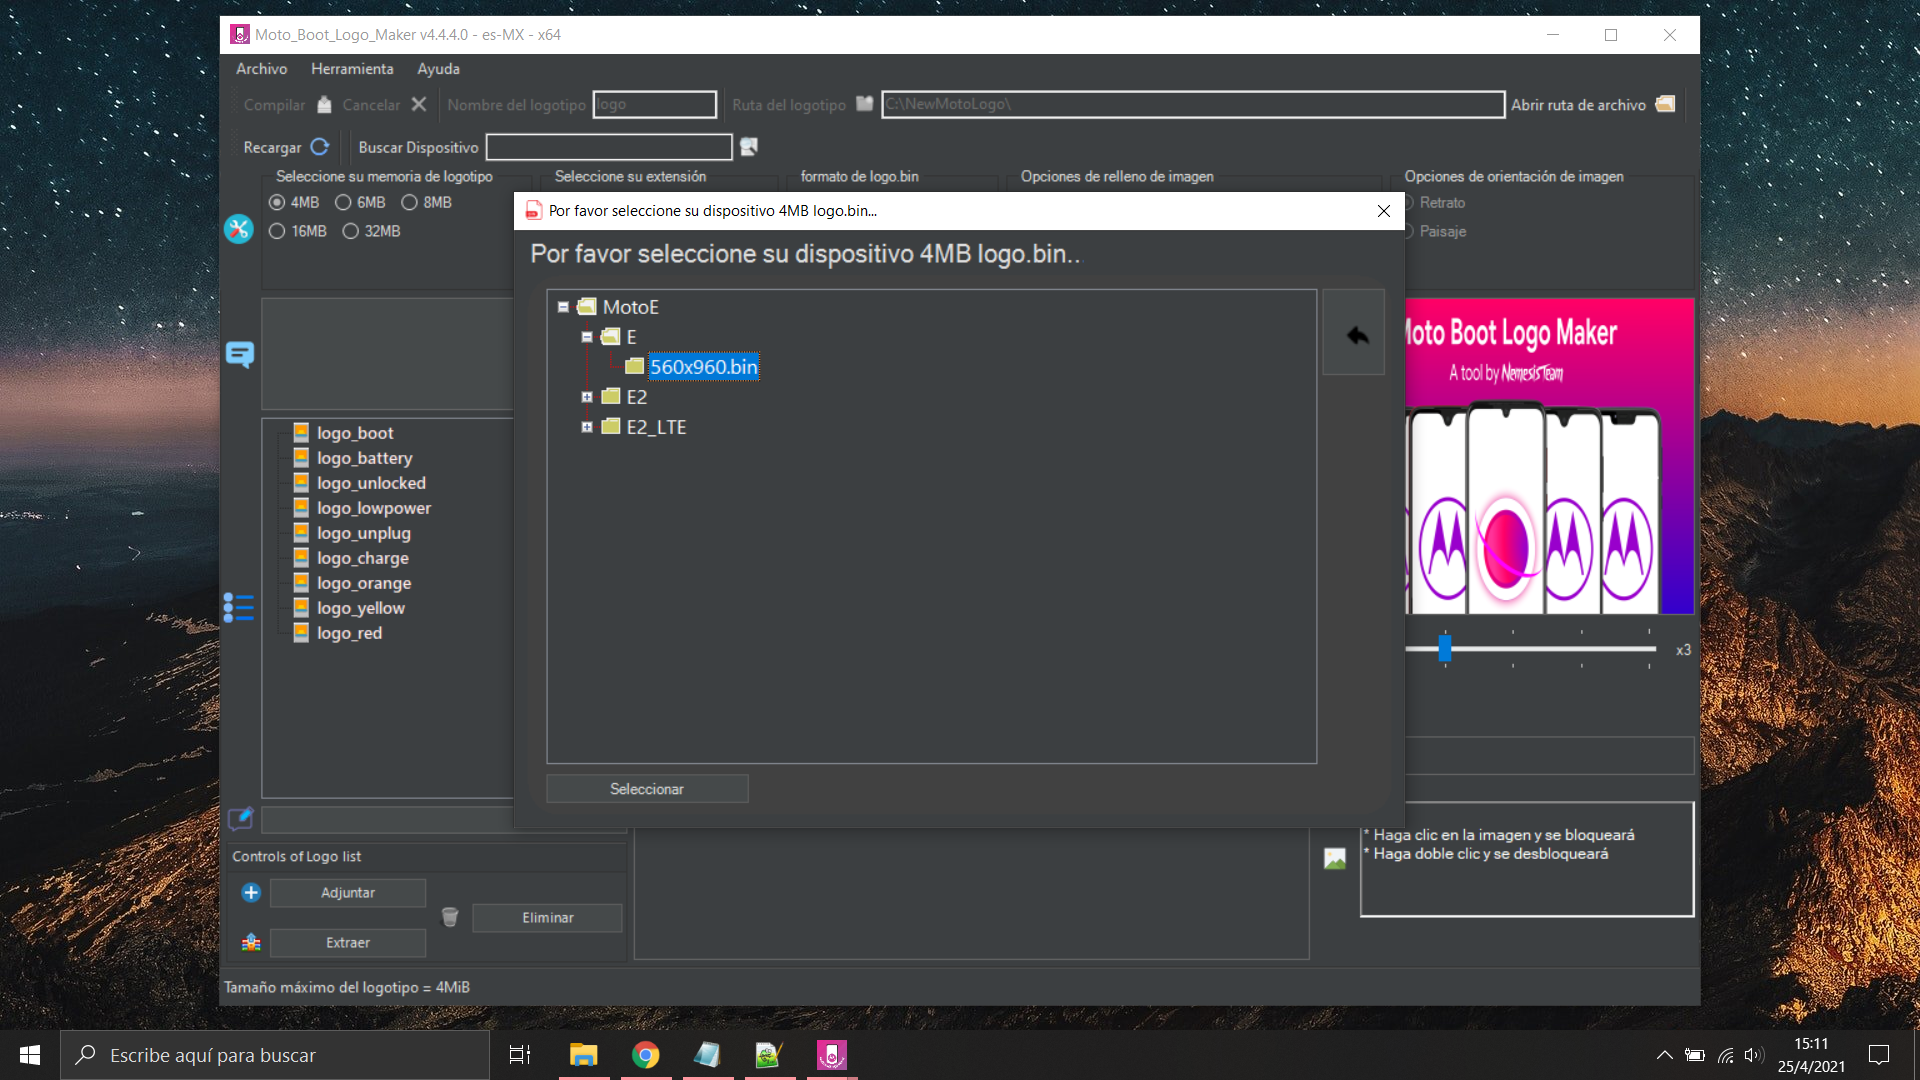 Moto_Boot_Logo_Maker v4.4.4.0 - es-MX - x64
Archivo Herramienta Ayuda
Compilar Cancelar Nombre del logotipo logo Ruta del logotipo C:\NewMotoLogo\ Abrir ruta de archivo
Recargar Buscar Dispositivo
Seleccione su memoria de logotipo Seleccione su extensión formato de logo.bin Opciones de relleno de imagen Opciones de orientación de imagen
4MB 6MB 8MB
16MB 32MB
Retrato
Paisaje
Por favor seleccione su dispositivo 4MB logo.bin...
Por favor seleccione su dispositivo 4MB logo.bin...
MotoE
E
560x960.bin
E2
E2_LTE
Seleccionar
Moto Boot Logo Maker
A tool by NemesisTeam
x3
logo_boot
logo_battery
logo_unlocked
logo_lowpower
logo_unplug
logo_charge
logo_orange
logo_yellow
logo_red
* Haga clic en la imagen y se bloqueará
* Haga doble clic y se desbloqueará
Controls of Logo list
Adjuntar
Eliminar
Extraer
Tamaño máximo del logotipo = 4MiB
Escribe aquí para buscar
15:11
25/4/2021